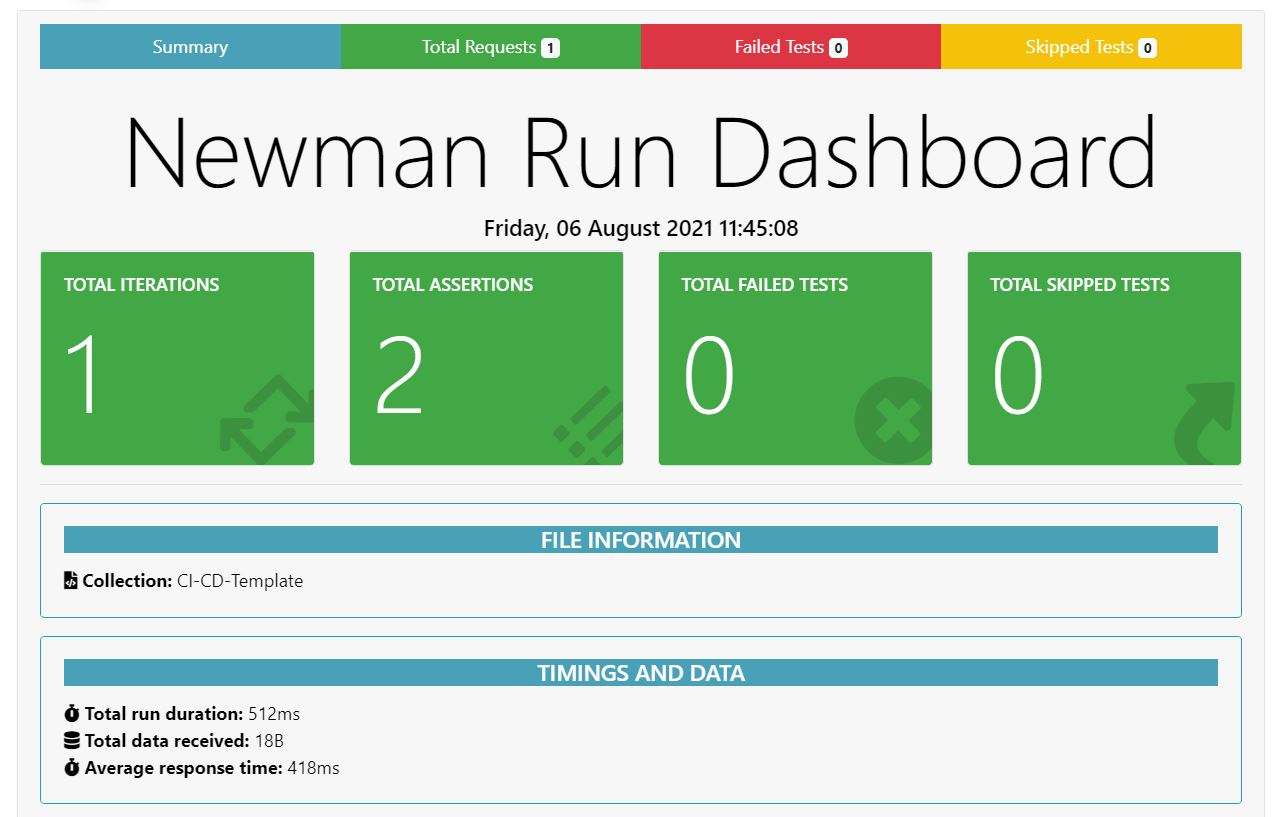 Summary Total Requests 1 Failed Tests 0 Skipped Tests 0
Newman Run Dashboard
Friday, 06 August 2021 11:45:08
TOTAL ITERATIONS
1
TOTAL ASSERTIONS
2
TOTAL FAILED TESTS
0
TOTAL SKIPPED TESTS
0
FILE INFORMATION
Collection: CI-CD-Template
TIMINGS AND DATA
Total run duration: 512ms
Total data received: 18B
Average response time: 418ms